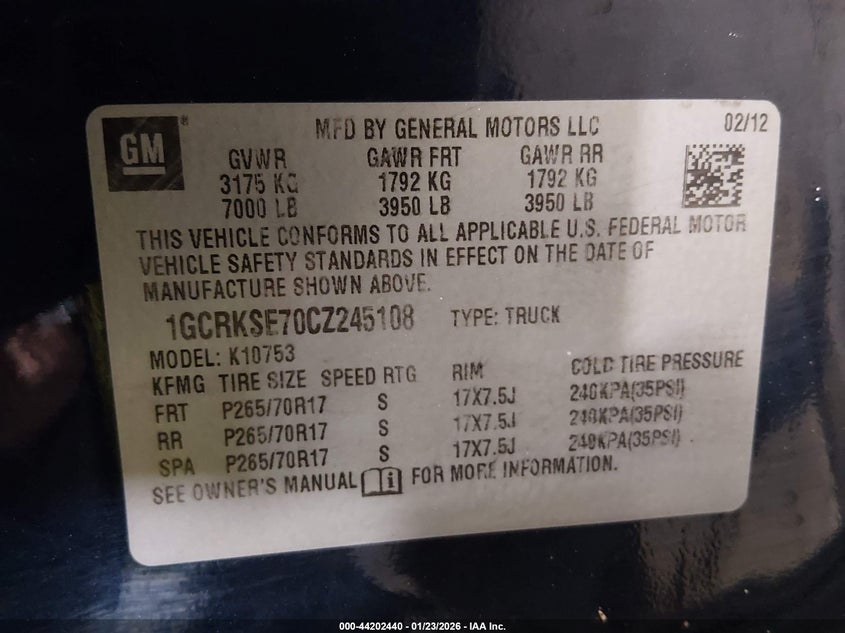 GM
MFD BY GENERAL MOTORS LLC 02/12
GVWR GAWR FRT GAWR RR
3175 KG 1792 KG 1792 KG
7000 LB 3950 LB 3950 LB
THIS VEHICLE CONFORMS TO ALL APPLICABLE U.S. FEDERAL MOTOR
VEHICLE SAFETY STANDARDS IN EFFECT ON THE DATE OF
MANUFACTURE SHOWN ABOVE.
1GCRKSE70CZ245108 TYPE: TRUCK
MODEL: K10753
KFMG TIRE SIZE SPEED RTG RIM COLD TIRE PRESSURE
FRT P265/70R17 S 17X7.5J 240KPA(35PSI)
RR P265/70R17 S 17X7.5J 240KPA(35PSI)
SPA P265/70R17 S 17X7.5J 240KPA(35PSI)
SEE OWNER'S MANUAL FOR MORE INFORMATION.
000-44202440 - 01/23/2026 - IAA Inc.